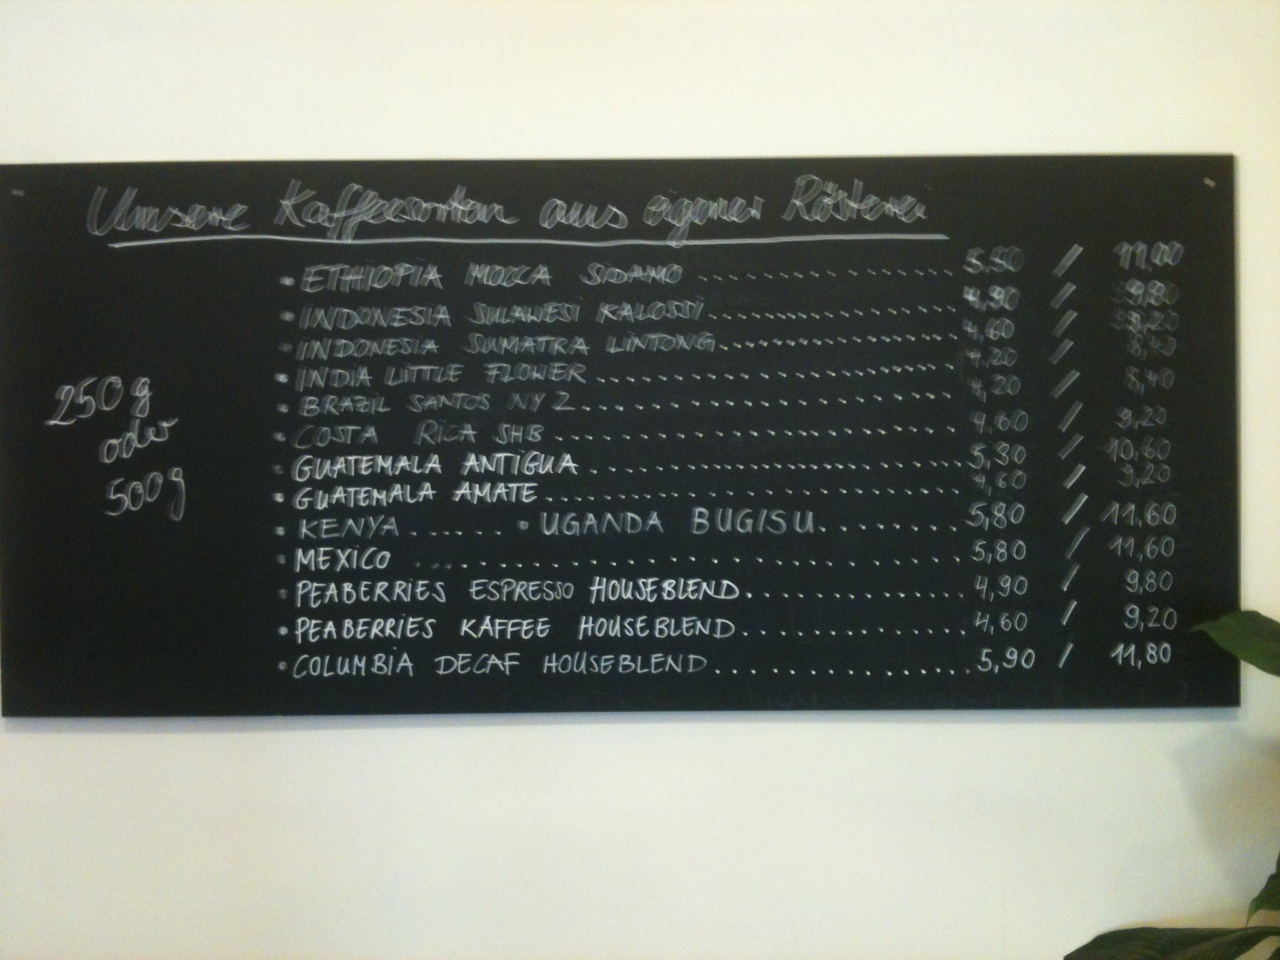 Unsere Kaffeesorten aus eigener Rösterei
• ETHIOPIA MOCCA SIDAMO .......... 5,50 / 11,00
• INDONESIA SULAWESI KALOSSI .......... 4,90 / 9,80
• INDONESIA SUMATRA LINTONG .......... 4,60 / 9,20
• INDIA LITTLE FLOWER .......... 4,20 / 8,40
• BRAZIL SANTOS NY 2 .......... 4,20 / 8,40
• COSTA RICA SHB .......... 4,60 / 9,20
• GUATEMALA ANTIGUA .......... 5,30 / 10,60
• GUATEMALA AMATE .......... 4,60 / 9,20
• KENYA ...... • UGANDA BUGISU .......... 5,80 / 11,60
• MEXICO .......... 5,80 / 11,60
• PEABERRIES ESPRESSO HOUSEBLEND .......... 4,90 / 9,80
• PEABERRIES KAFFEE HOUSEBLEND .......... 4,60 / 9,20
• COLUMBIA DECAF HOUSEBLEND .......... 5,90 / 11,80
250 g
oder
500 g